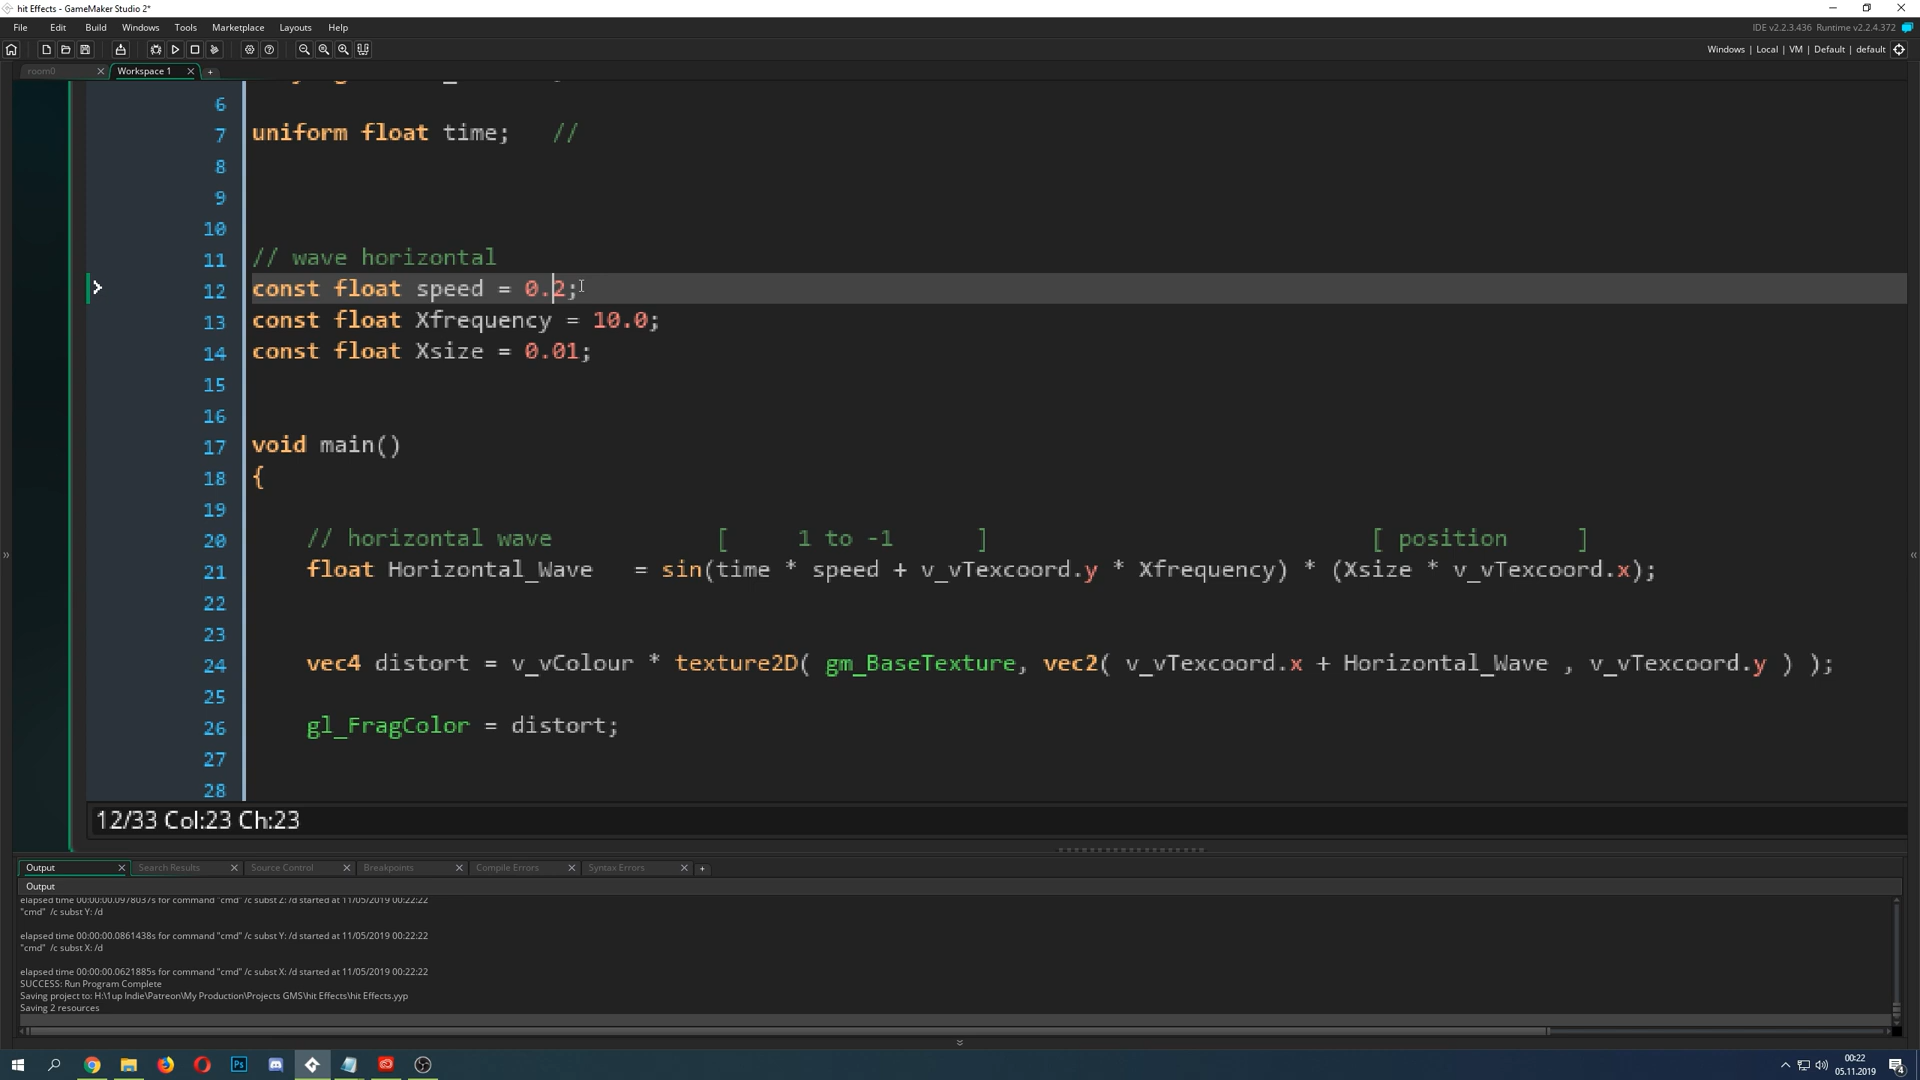 hit Effects - GameMaker Studio 2*
File Edit Build Windows Tools Marketplace Layouts Help
IDE v2.2.3.436 Runtime v2.2.4.372
Windows | Local | VM | Default | default
room0 Workspace 1
6
7 uniform float time; //
8
9
10
11 // wave horizontal
12 const float speed = 0.2;
13 const float Xfrequency = 10.0;
14 const float Xsize = 0.01;
15
16
17 void main()
18 {
19
20 // horizontal wave [ 1 to -1 ] [ position ]
21 float Horizontal_Wave = sin(time * speed + v_vTexcoord.y * Xfrequency) * (Xsize * v_vTexcoord.x);
22
23
24 vec4 distort = v_vColour * texture2D( gm_BaseTexture, vec2( v_vTexcoord.x + Horizontal_Wave , v_vTexcoord.y ) );
25
26 gl_FragColor = distort;
27
28
12/33 Col:23 Ch:23
Output Search Results Source Control Breakpoints Compile Errors Syntax Errors
Output
elapsed time 00:00:00.0978037s for command "cmd" /c subst Z: /d started at 11/05/2019 00:22:22
"cmd" /c subst Y: /d
elapsed time 00:00:00.0861438s for command "cmd" /c subst Y: /d started at 11/05/2019 00:22:22
"cmd" /c subst X: /d
elapsed time 00:00:00.0621885s for command "cmd" /c subst X: /d started at 11/05/2019 00:22:22
SUCCESS: Run Program Complete
Saving project to: H:\1up Indie\Patreon\My Production\Projects GMS\hit Effects\hit Effects.yyp
Saving 2 resources
Ps
00:22
05.11.2019
4